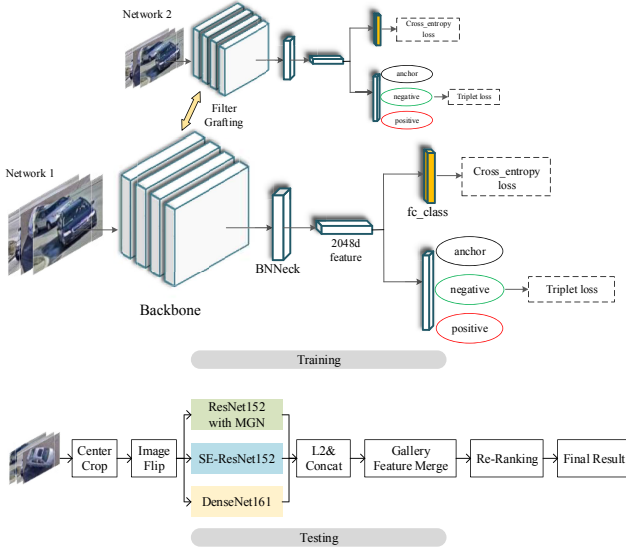 Network 2
Cross_entropy
loss
anchor
negative
positive
Triplet loss
Filter
Grafting
Network 1
Cross_entropy
loss
fc_class
2048d
feature
BNNeck
anchor
negative
positive
Triplet loss
Backbone
Training
ResNet152
with MGN
Center
Crop
Image
Flip
SE-ResNet152
L2&
Concat
Gallery
Feature Merge
Re-Ranking
Final Result
DenseNet161
Testing